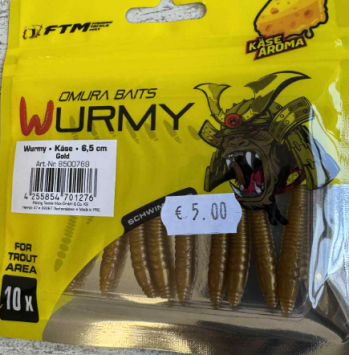 FTM
KÄSE
AROMA
OMURA BAITS
WURMY
Wurmy • Käse • 6,5 cm
Gold
Art-Nr. 8500769
4 255854 701276
SCHWIM
€ 5.00
FOR
TROUT
AREA
10x